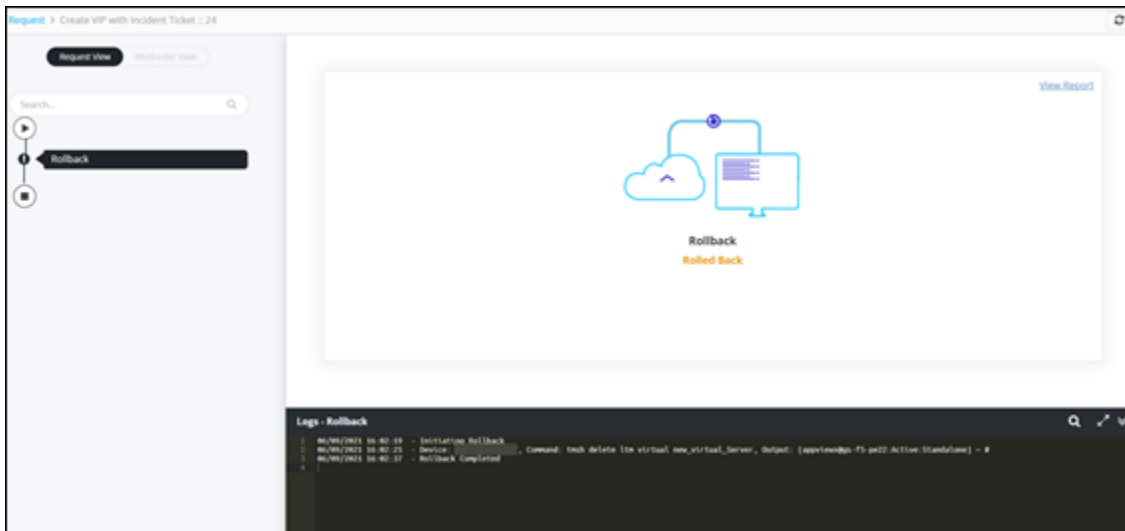 Request > Create VIP with Incident Ticket :: 24
Request View
Workorder View
Search...
Rollback
View Report
Rollback
Rolled Back
Logs - Rollback
1 06/09/2021 16:02:19 - Initiating Rollback
2 06/09/2021 16:02:25 - Device: , Command: tmsh delete ltm virtual new_virtual_Server, Output: [appviewx@gs-f5-pe22:Active:Standalone] ~ #
3 06/09/2021 16:02:37 - Rollback Completed
4